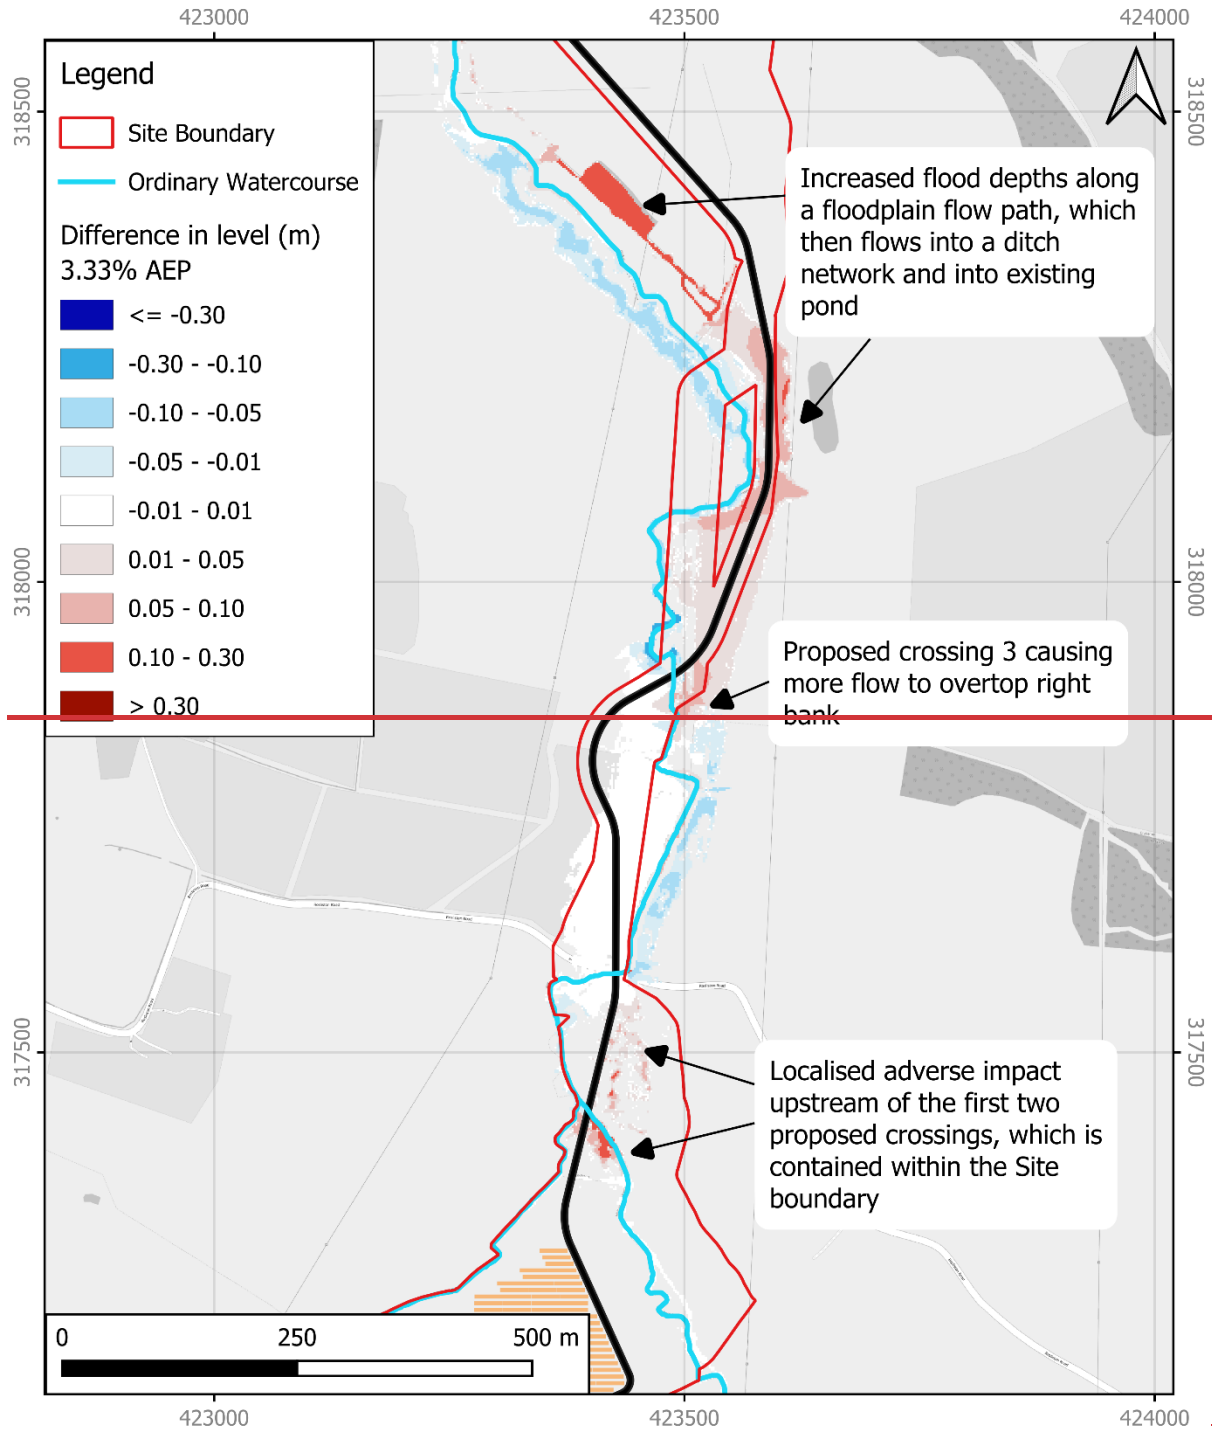 423000
423500
424000
Legend
Site Boundary
Ordinary Watercourse
Difference in level (m)
3.33% AEP
<= -0.30
-0.30 - -0.10
-0.10 - -0.05
-0.05 - -0.01
-0.01 - 0.01
0.01 - 0.05
0.05 - 0.10
0.10 - 0.30
> 0.30
318500
318500
Increased flood depths along
a floodplain flow path, which
then flows into a ditch
network and into existing
pond
318000
318000
Proposed crossing 3 causing
more flow to overtop right
bank
317500
317500
Localised adverse impact
upstream of the first two
proposed crossings, which is
contained within the Site
boundary
0
250
500 m
423000
423500
424000